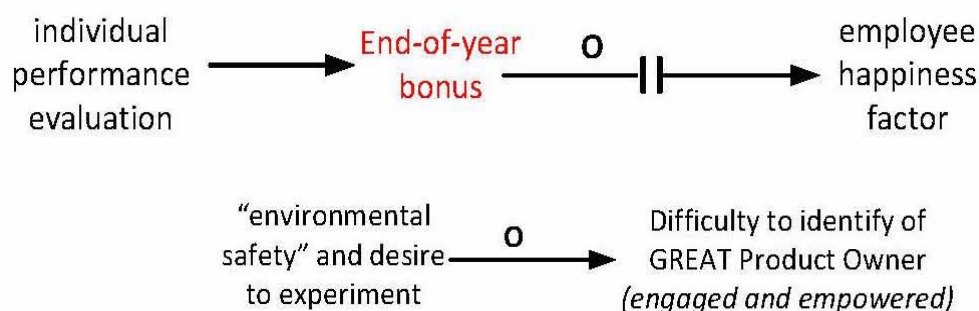 individual
performance
evaluation
End-of-year
bonus
O
employee
happiness
factor
“environmental
safety” and desire
to experiment
O
Difficulty to identify of
GREAT Product Owner
(engaged and empowered)